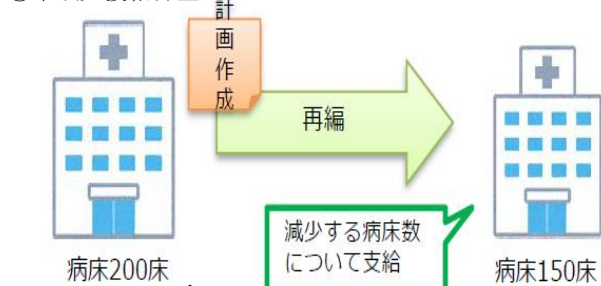 計画作成
再編
減少する病床数
について支給
病床200床
病床150床